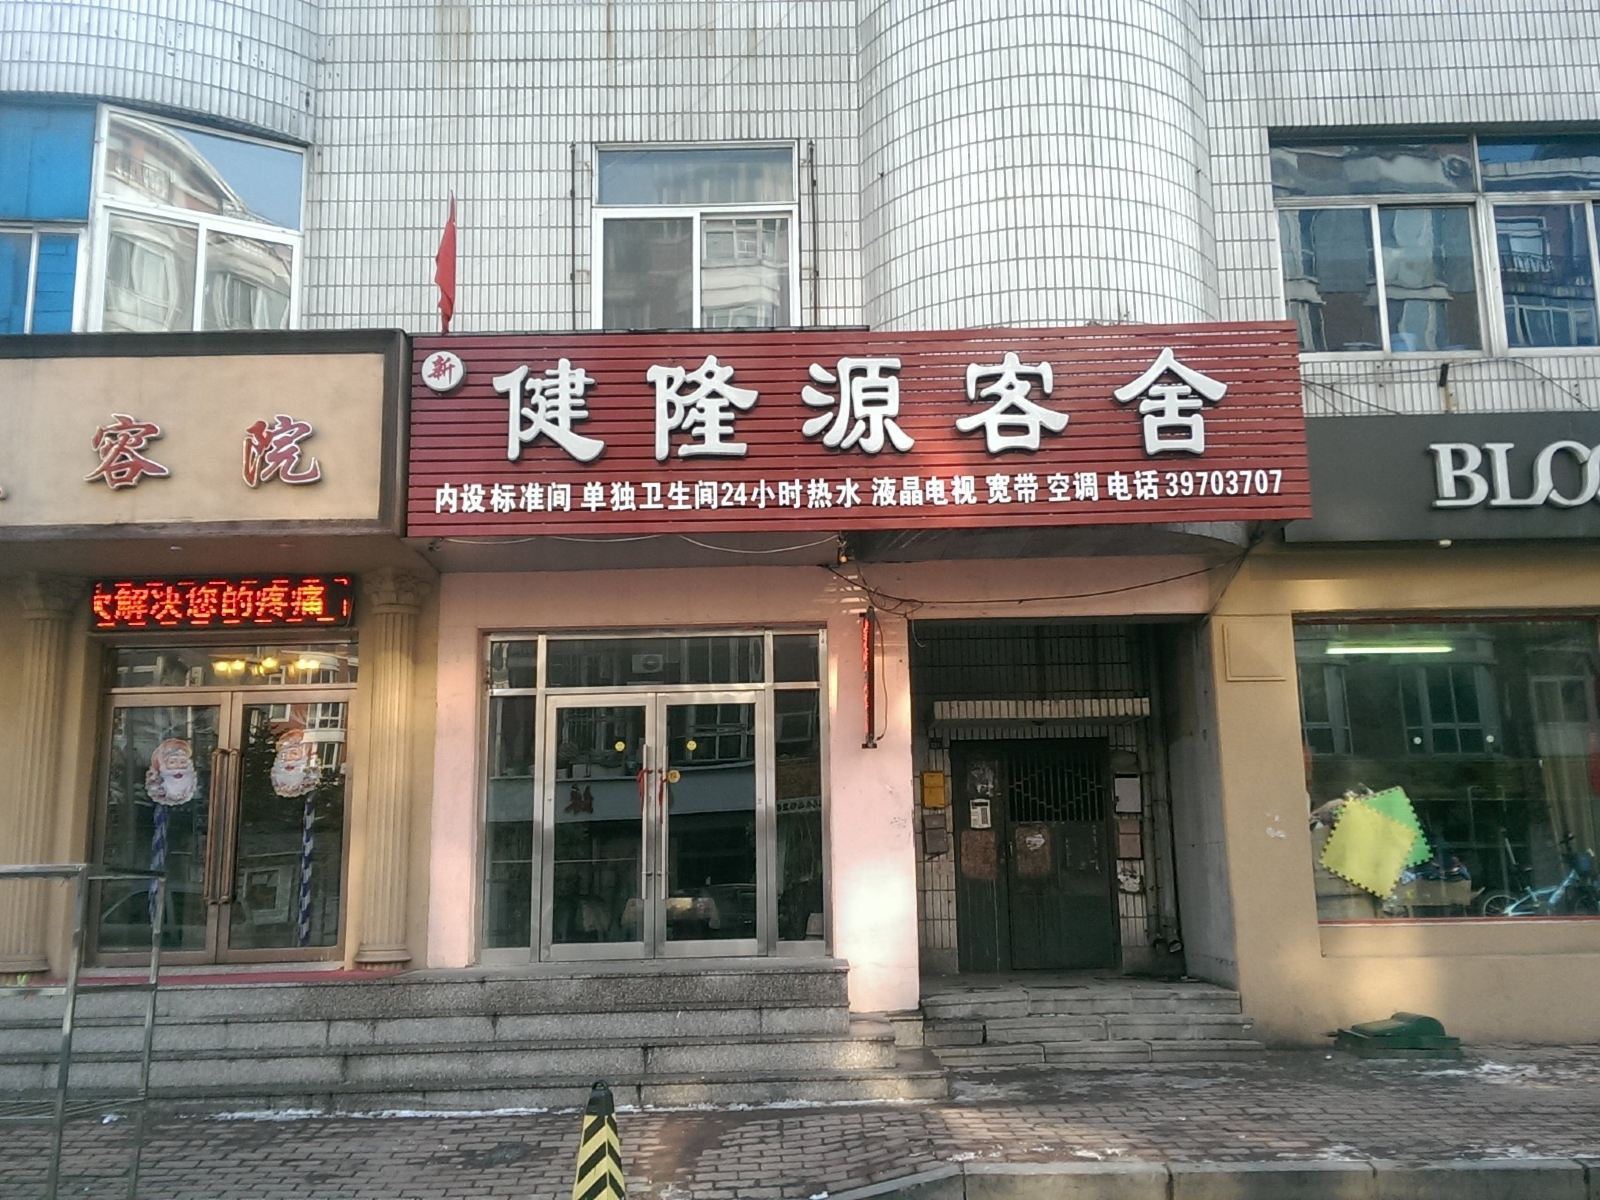 容院
新
健隆源客舍
内设标准间 单独卫生间24小时热水 液晶电视 宽带 空调 电话 39703707
BLO
解决您的疼痛